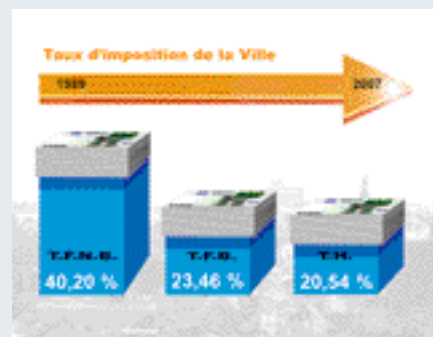 Taux d'imposition de la Ville
1989 2007
T.F.N.B. T.F.B. T.H.
40,20 % 23,46 % 20,54 %